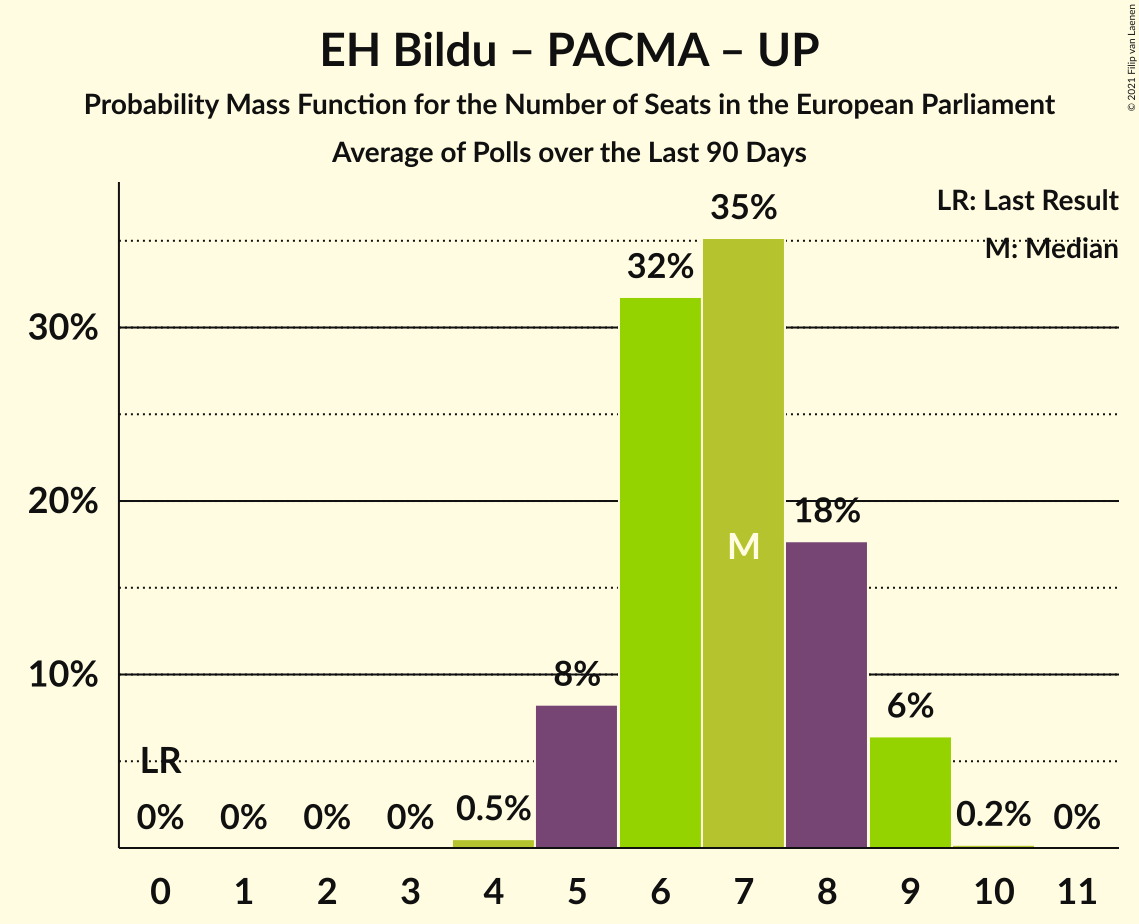 EH Bildu – PACMA – UP
Probability Mass Function for the Number of Seats in the European Parliament
Average of Polls over the Last 90 Days
© 2021 Filip van Laenen
LR: Last Result
M: Median
35%
32%
30%
20%
18%
M
10%
8%
6%
LR
0%
0%
0%
0%
0.5%
0.2%
0%
0 1 2 3 4 5 6 7 8 9 10 11